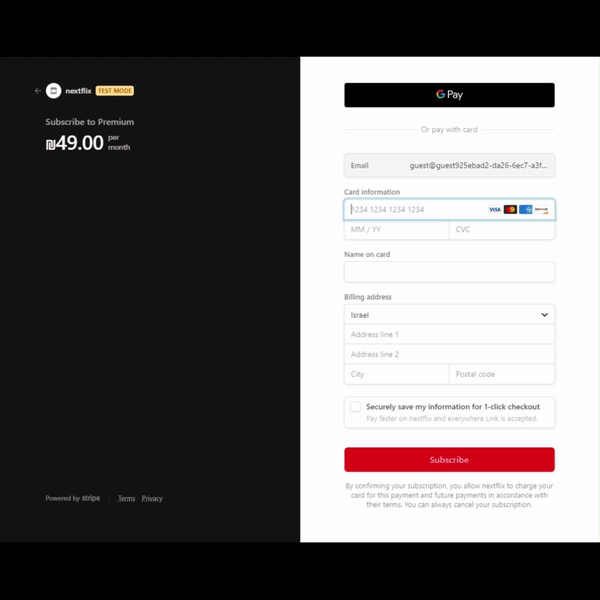 nextflix TEST MODE
Subscribe to Premium
₪49.00 per month
Powered by stripe Terms Privacy
G Pay
Or pay with card
Email guest@guest925ebad2-da26-6ec7-a3f...
Card information
1234 1234 1234 1234 VISA
MM / YY CVC
Name on card
Billing address
Israel
Address line 1
Address line 2
City Postal code
Securely save my information for 1-click checkout
Pay faster on nextflix and everywhere Link is accepted.
Subscribe
By confirming your subscription, you allow nextflix to charge your
card for this payment and future payments in accordance with
their terms. You can always cancel your subscription.